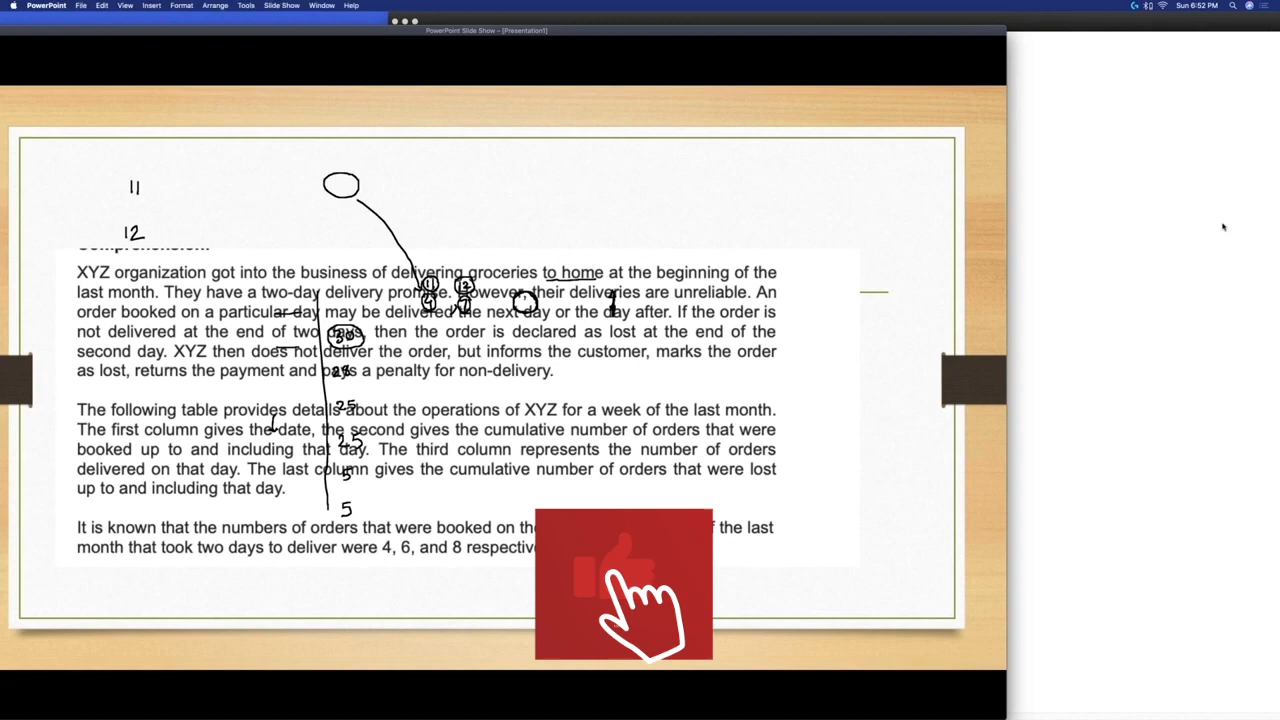 PowerPoint File Edit View Insert Format Arrange Tools Slide Show Window Help Sun 6:52 PM
PowerPoint Slide Show - [Presentation1]
11
12
Comprehension:
XYZ organization got into the business of delivering groceries to home at the beginning of the
11 12
last month. They have a two-day delivery promise. However, their deliveries are unreliable. An
4 7
order booked on a particular day may be delivered the next day or the day after. If the order is
not delivered at the end of two days, then the order is declared as lost at the end of the
30
second day. XYZ then does not deliver the order, but informs the customer, marks the order
as lost, returns the payment and pays a penalty for non-delivery.
28
The following table provides details about the operations of XYZ for a week of the last month.
25
The first column gives the date, the second gives the cumulative number of orders that were
booked up to and including that day. The third column represents the number of orders
25
delivered on that day. The last column gives the cumulative number of orders that were lost
5
up to and including that day.
5
It is known that the numbers of orders that were booked on the f the last
month that took two days to deliver were 4, 6, and 8